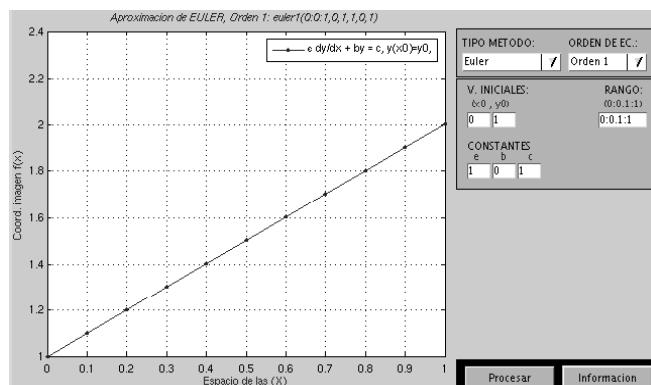 Aproximacion de EULER, Orden 1: euler1(0:0:1,0,1,1,0,1)
e dy/dx + by = c, y(x0)=y0,
2.4
2.2
2
1.8
1.6
1.4
1.2
1
Coord. imagen f(x)
0 0.1 0.2 0.3 0.4 0.5 0.6 0.7 0.8 0.9 1
Espacio de las (X)
TIPO METODO: ORDEN DE EC.:
Euler Orden 1
V. INICIALES: RANGO:
(x0 , y0) (0:0.1:1)
0 1 0:0.1:1
CONSTANTES
e b c
1 0 1
Procesar Informacion